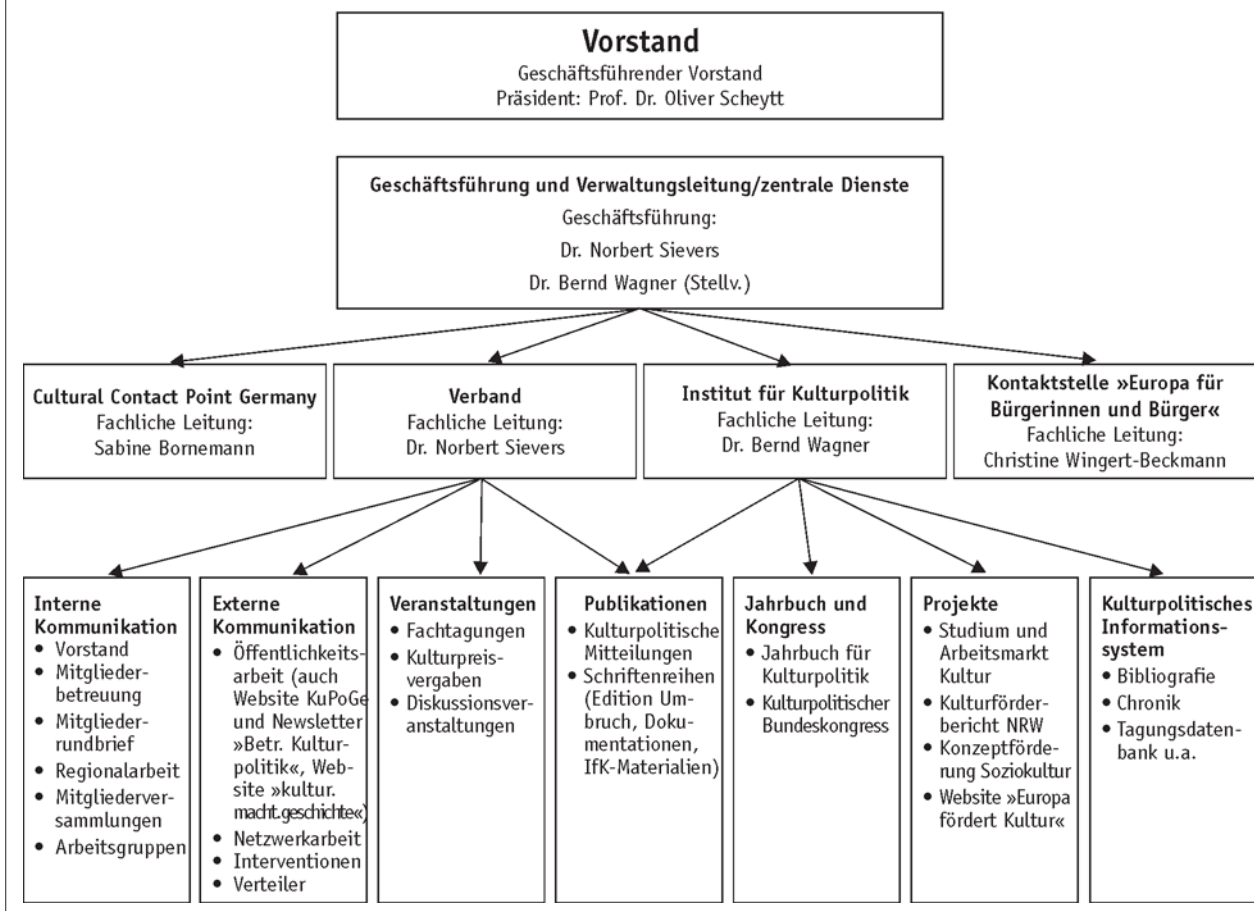 Vorstand
Geschäftsführender Vorstand
Präsident: Prof. Dr. Oliver Scheytt
Geschäftsführung und Verwaltungsleitung/zentrale Dienste
Geschäftsführung:
Dr. Norbert Sievers
Dr. Bernd Wagner (Stellv.)
Cultural Contact Point Germany
Fachliche Leitung:
Sabine Bornemann
Verband
Fachliche Leitung:
Dr. Norbert Sievers
Institut für Kulturpolitik
Fachliche Leitung:
Dr. Bernd Wagner
Kontaktstelle »Europa für
Bürgerinnen und Bürger«
Fachliche Leitung:
Christine Wingert-Beckmann
Interne
Kommunikation
• Vorstand
• Mitglieder-
betreuung
• Mitglieder-
rundbrief
• Regionalarbeit
• Mitgliederver-
sammlungen
• Arbeitsgruppen
Externe
Kommunikation
• Öffentlichkeits-
arbeit (auch
Website KuPoGe
und Newsletter
»Betr. Kultur-
politik«, Web-
site »kultur.
macht.geschichte«)
• Netzwerkarbeit
• Interventionen
• Verteiler
Veranstaltungen
• Fachtagungen
• Kulturpreis-
vergaben
• Diskussionsver-
anstaltungen
Publikationen
• Kulturpolitische
Mitteilungen
• Schriftenreihen
(Edition Um-
bruch, Doku-
mentationen,
IfK-Materialien)
Jahrbuch und
Kongress
• Jahrbuch für
Kulturpolitik
• Kulturpolitischer
Bundeskongress
Projekte
• Studium und
Arbeitsmarkt
Kultur
• Kulturförder-
bericht NRW
• Konzeptförde-
rung Soziokultur
• Website »Europa
fördert Kultur«
Kulturpolitisches
Informations-
system
• Bibliografie
• Chronik
• Tagungsdaten-
bank u.a.